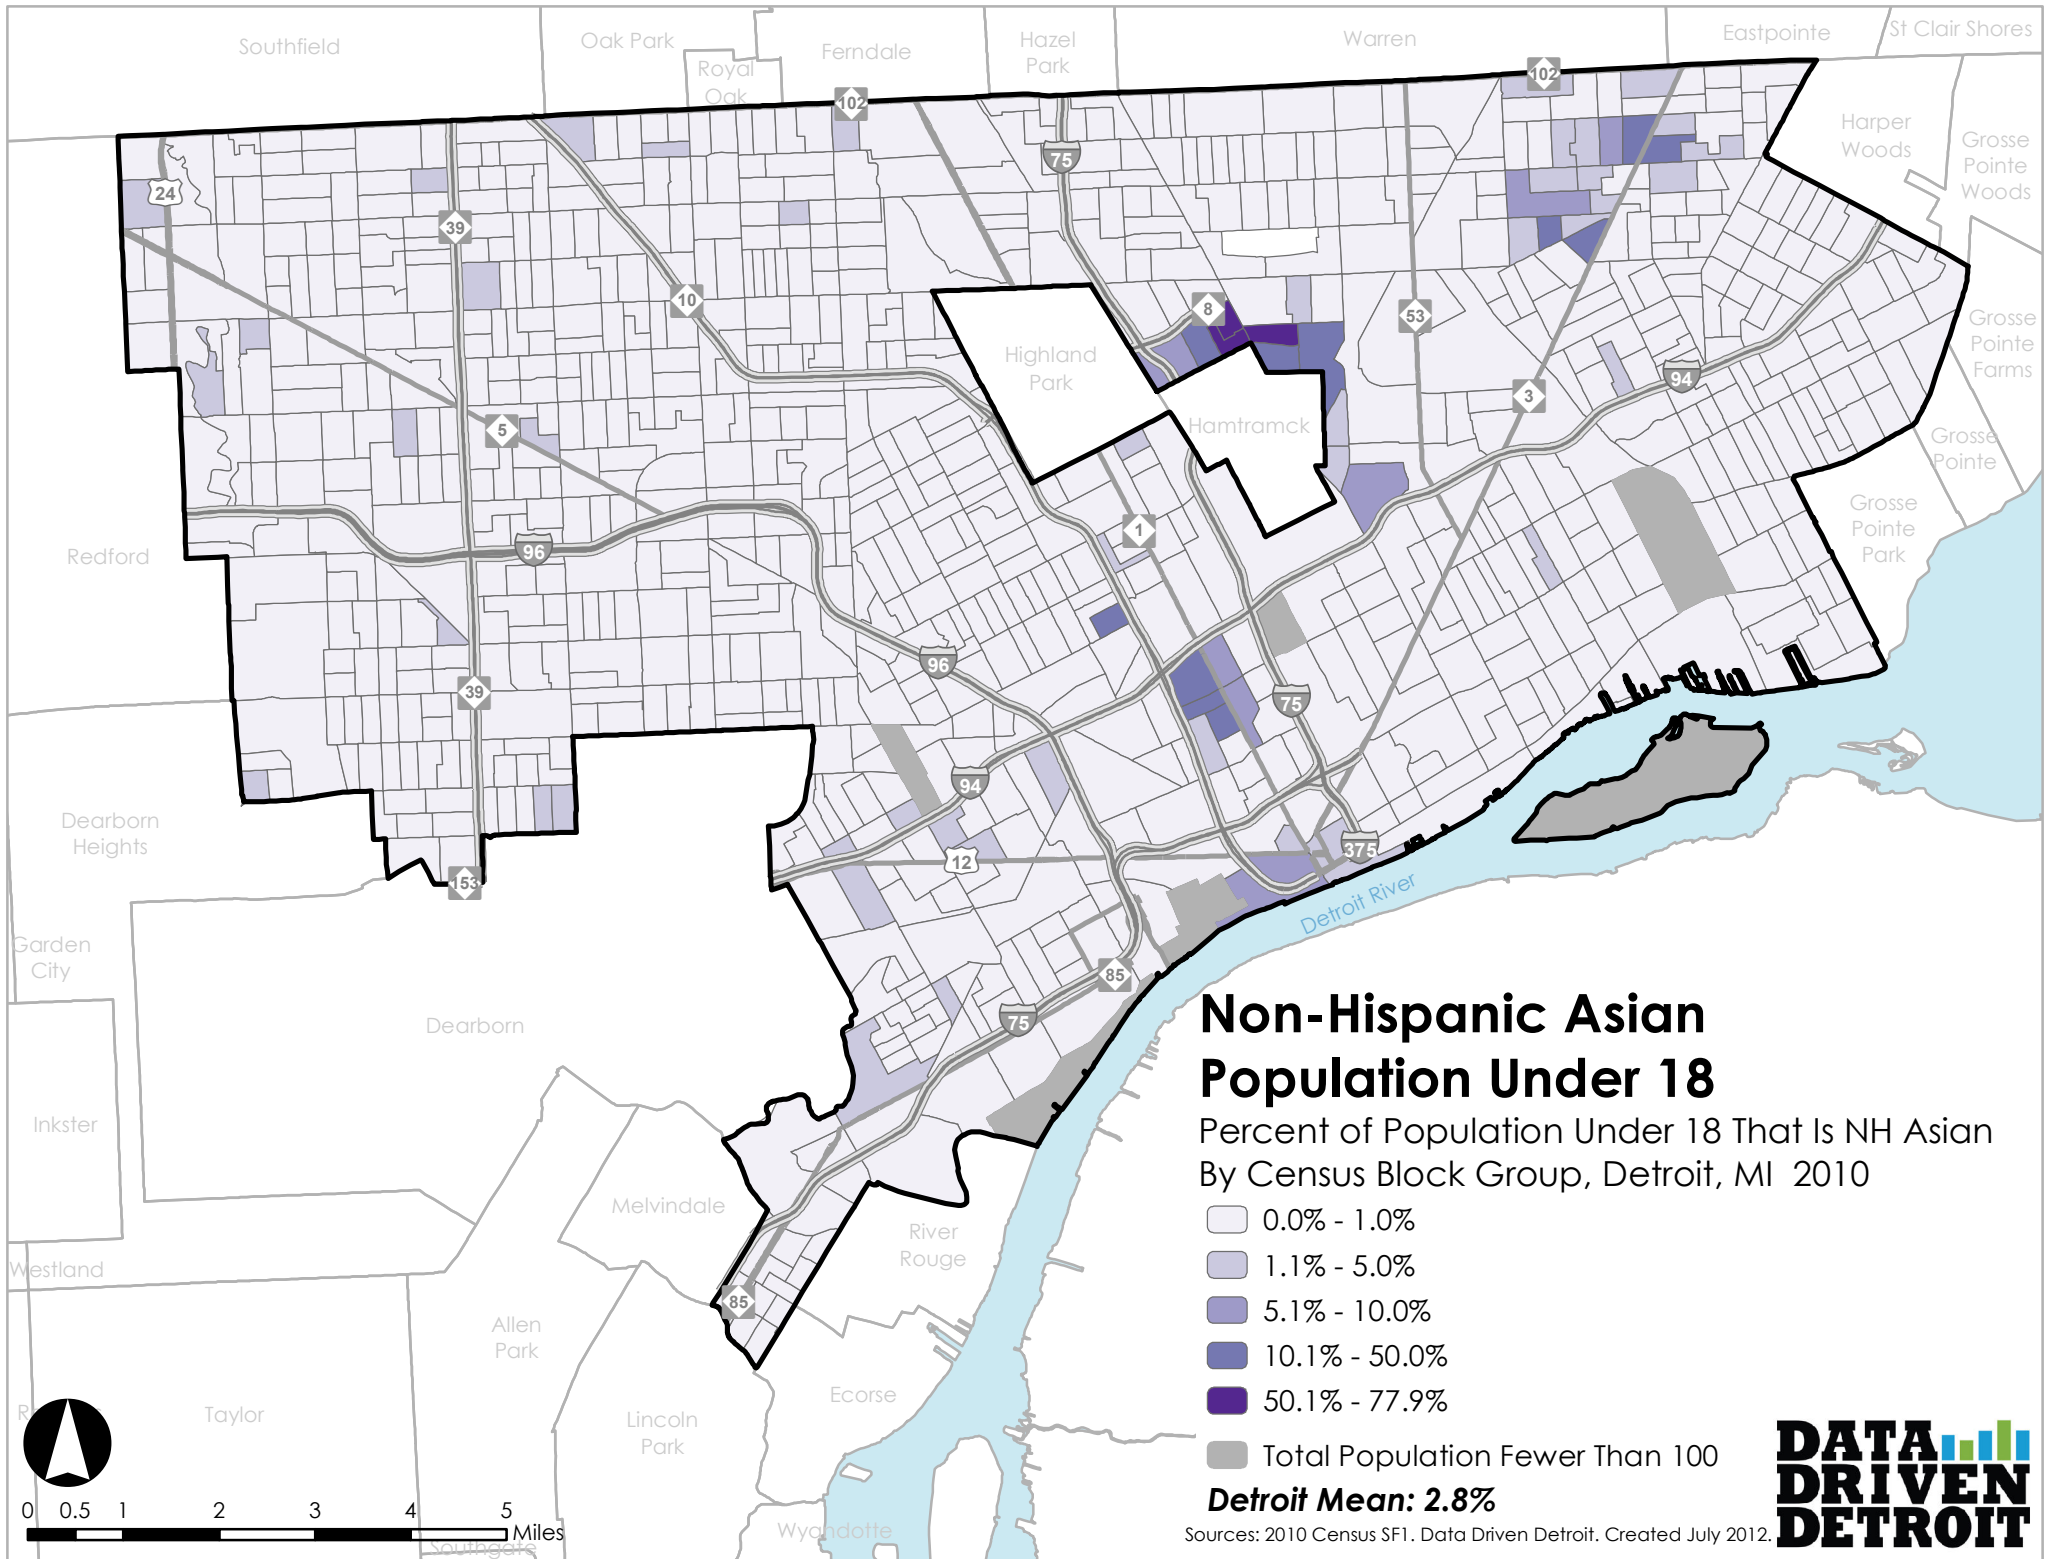 Southfield
Oak Park
Royal
Oak
Ferndale
Hazel
Park
Warren
Eastpointe
St Clair Shores
102
102
Harper
Woods
Grosse
Pointe
Woods
24
39
75
10
8
53
Grosse
Pointe
Farms
Highland
Park
94
3
5
Hamtramck
Grosse
Pointe
1
Grosse
Pointe
Park
Redford
96
96
39
75
94
Dearborn
Heights
12
375
153
Detroit River
Garden
City
85
75
Dearborn
Inkster
Melvindale
River
Rouge
Westland
85
Allen
Park
Ecorse
Taylor
Lincoln
Park
Wyandotte
Southgate
Non-Hispanic Asian
Population Under 18
Percent of Population Under 18 That Is NH Asian
By Census Block Group, Detroit, MI 2010
0.0% - 1.0%
1.1% - 5.0%
5.1% - 10.0%
10.1% - 50.0%
50.1% - 77.9%
Total Population Fewer Than 100
Detroit Mean: 2.8%
Sources: 2010 Census SF1. Data Driven Detroit. Created July 2012.
DATA
DRIVEN
DETROIT
0 0.5 1 2 3 4 5
Miles